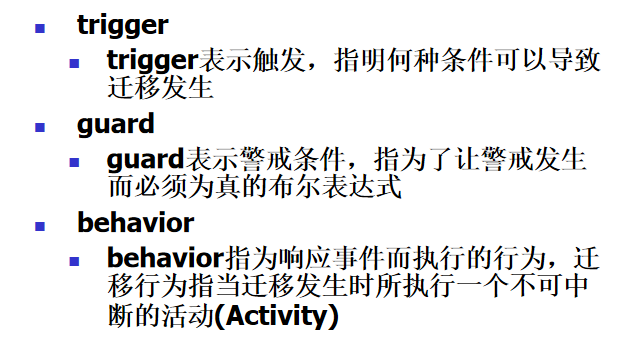 trigger
trigger表示触发，指明何种条件可以导致
迁移发生
guard
guard表示警戒条件，指为了让警戒发生
而必须为真的布尔表达式
behavior
behavior指为响应事件而执行的行为，迁
移行为指当迁移发生时所执行一个不可中
断的活动(Activity)